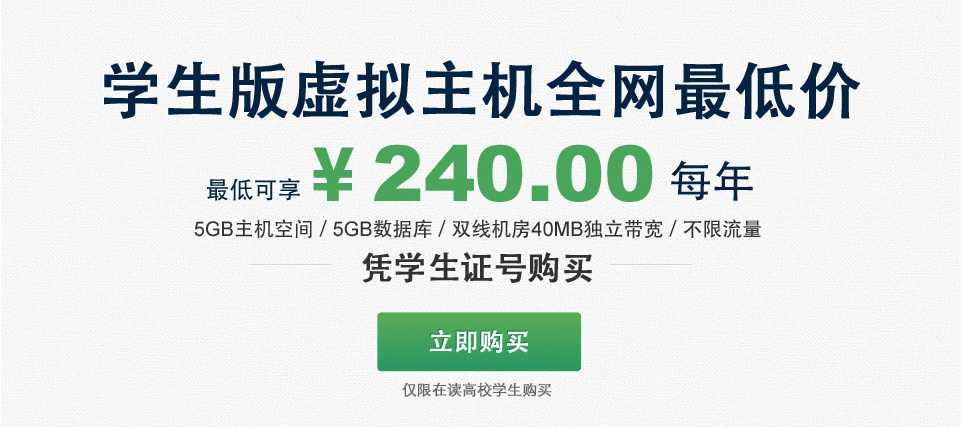 学生版虚拟主机全网最低价
最低可享 ¥ 240.00 每年
5GB主机空间 / 5GB数据库 / 双线机房40MB独立带宽 / 不限流量
凭学生证号购买
立即购买
仅限在读高校学生购买